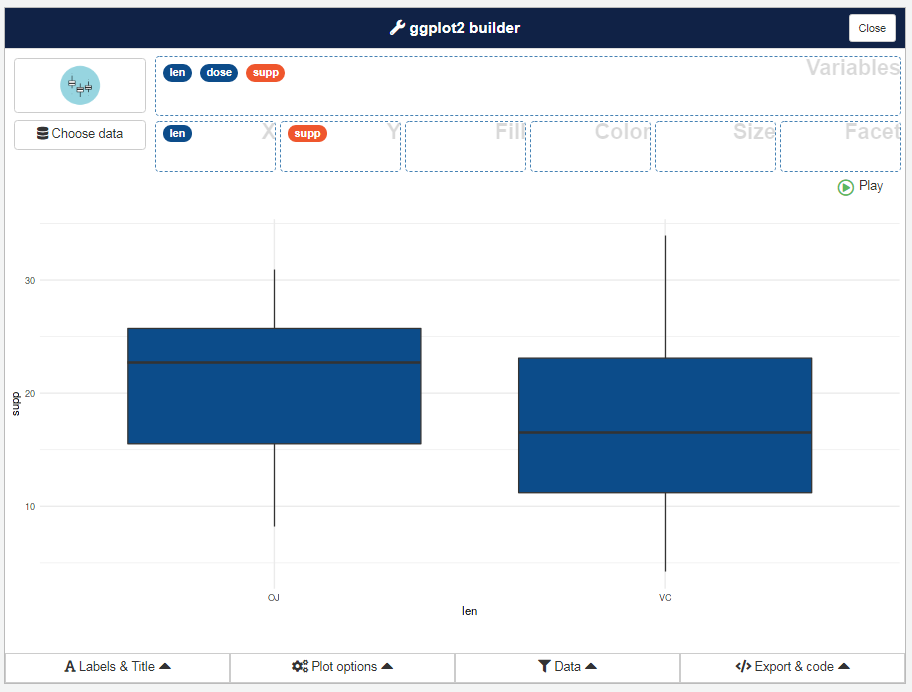 ggplot2 builder
Close
len dose supp Variables
Choose data
len X supp Y Fill Color Size Facet
Play
30
20
10
supp
OJ VC
len
Labels & Title
Plot options
Data
Export & code